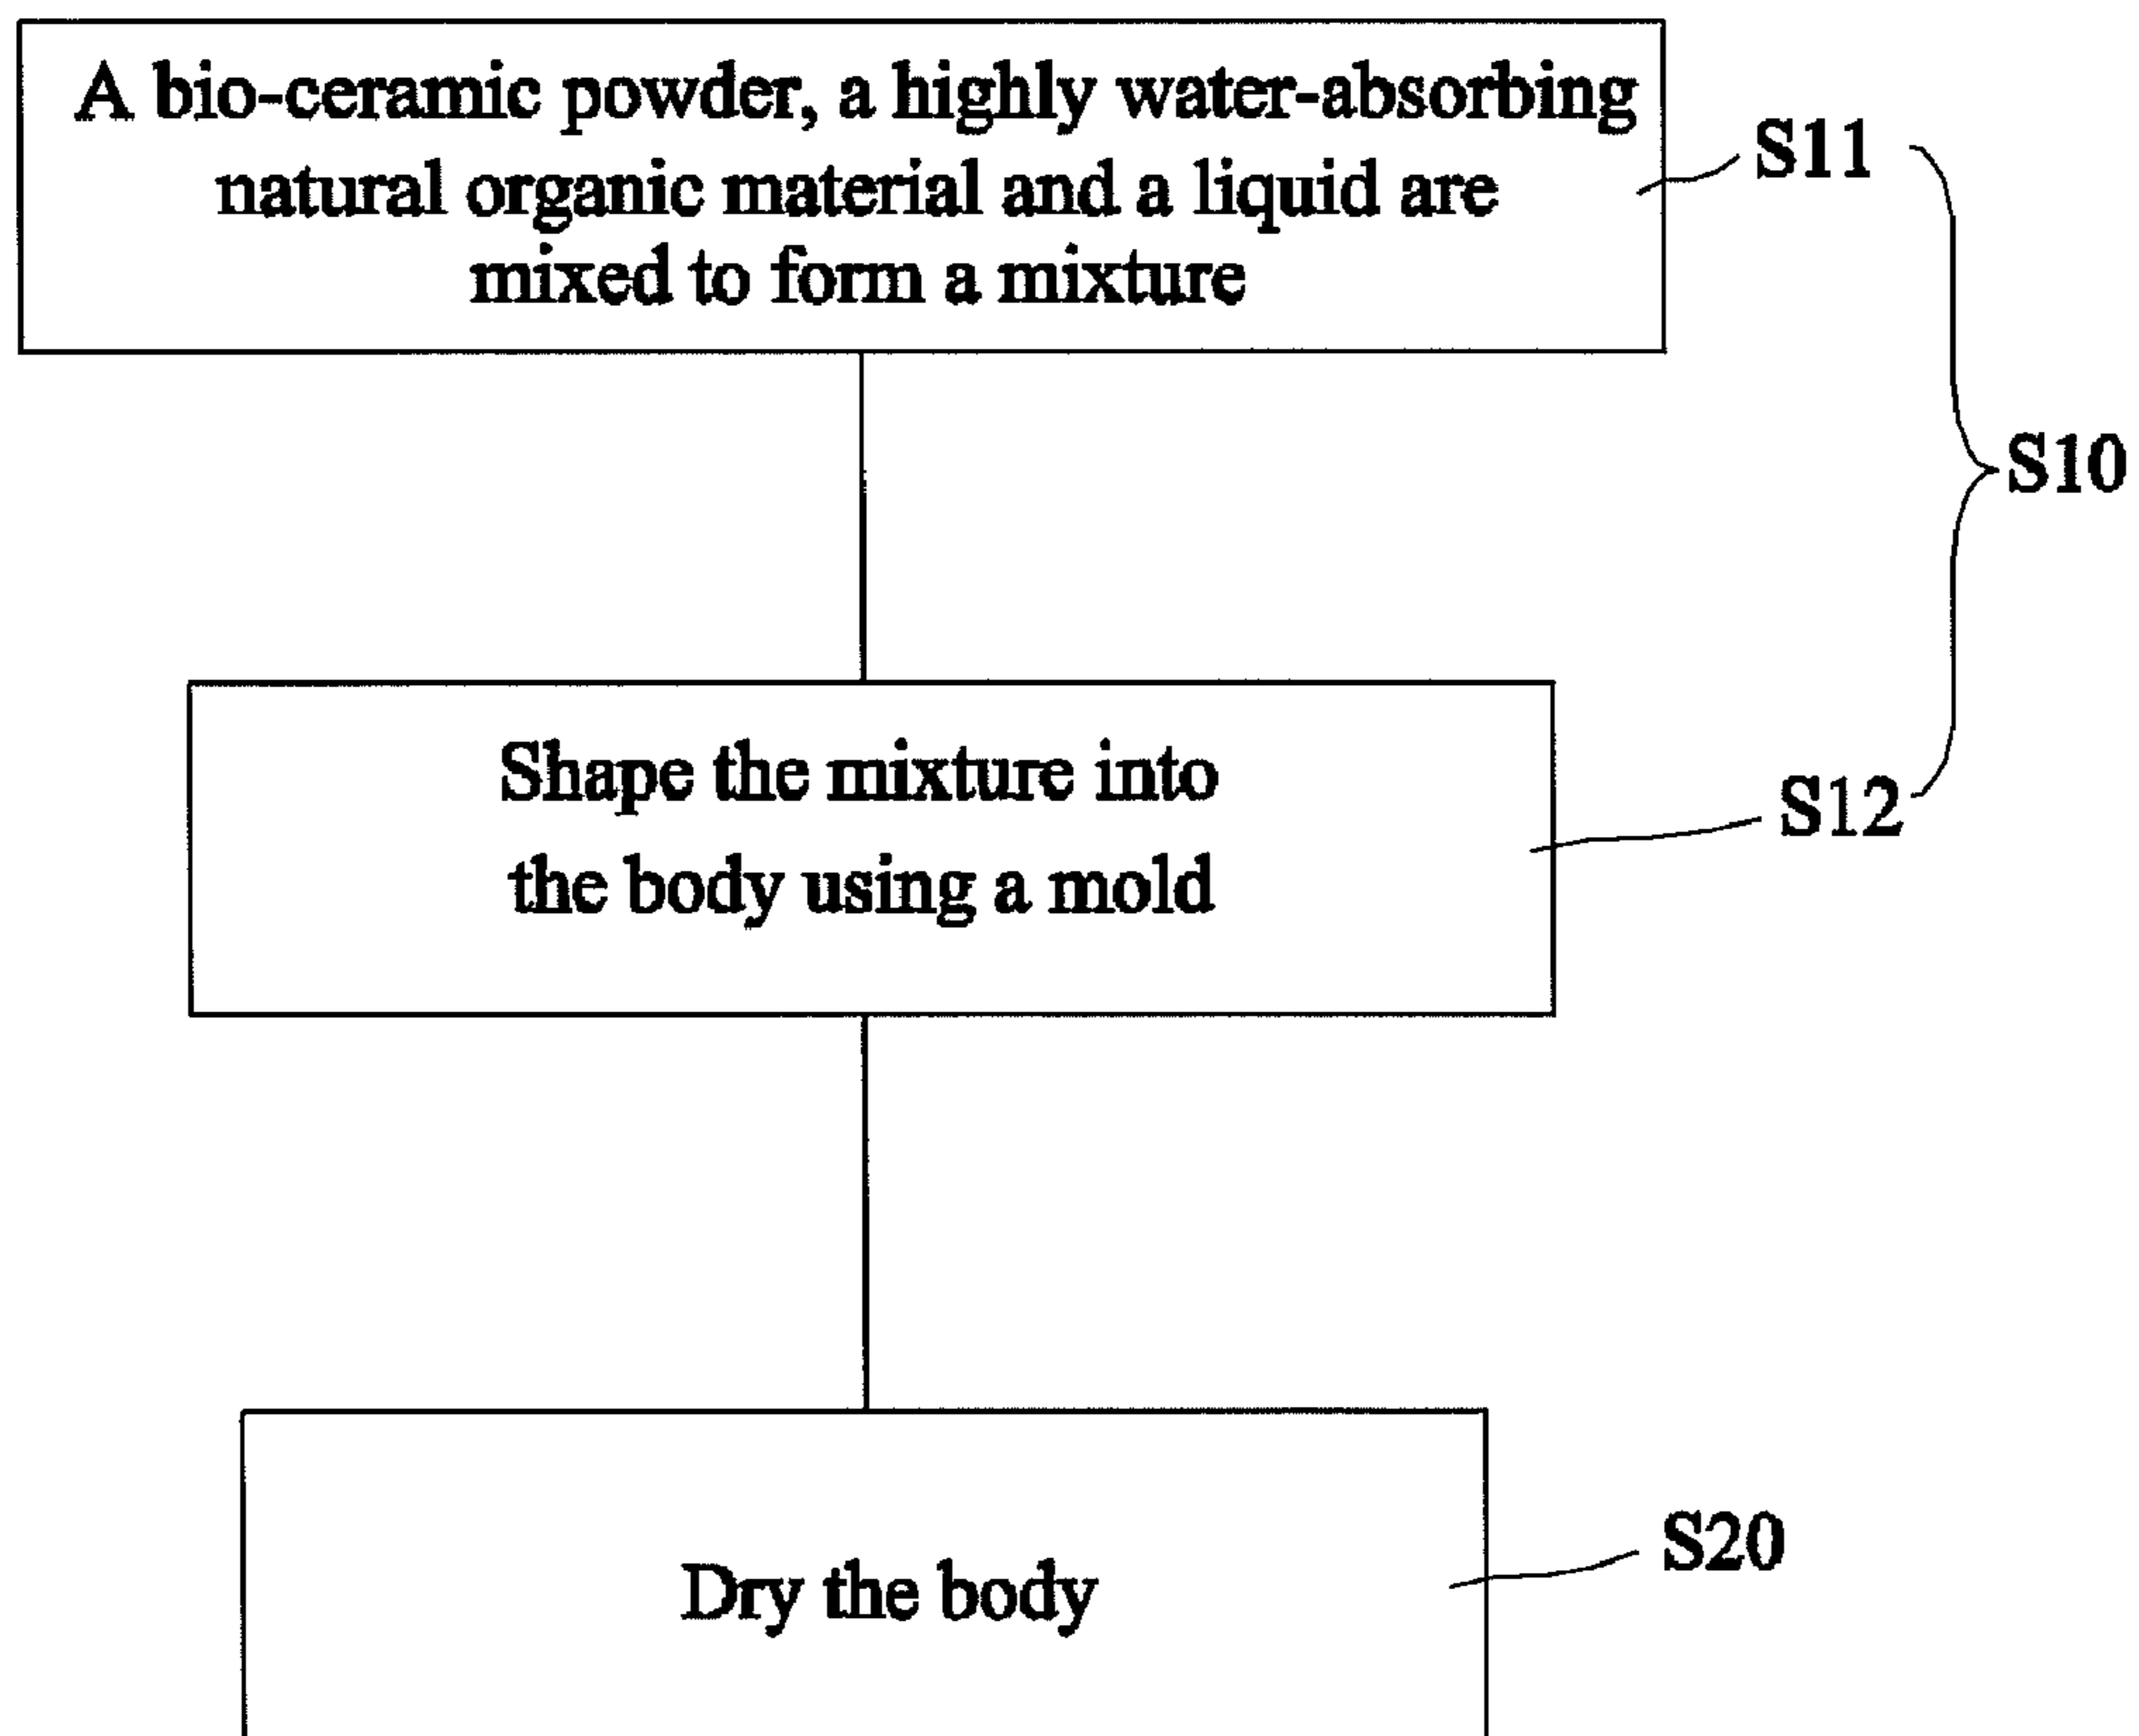 A bio-ceramic powder, a highly water-absorbing
natural organic material and a liquid are
mixed to form a mixture
S11
S10
Shape the mixture into
the body using a mold
S12
Dry the body
S20